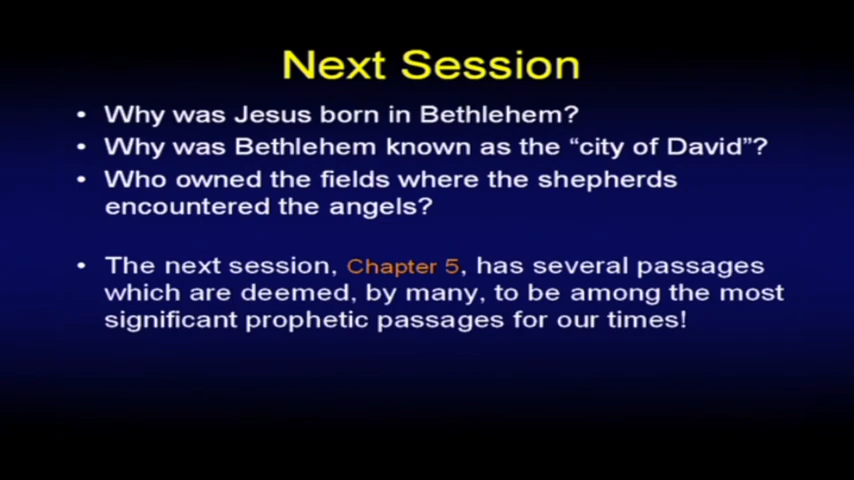 Next Session
• Why was Jesus born in Bethlehem?
• Why was Bethlehem known as the “city of David”?
• Who owned the fields where the shepherds
encountered the angels?
• The next session, Chapter 5, has several passages
which are deemed, by many, to be among the most
significant prophetic passages for our times!